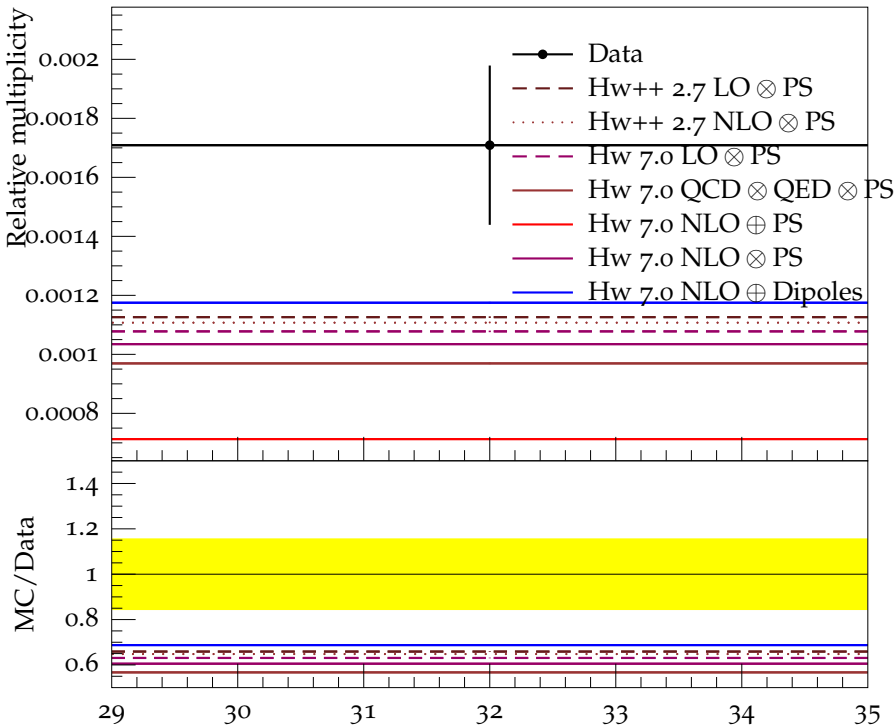 Relative multiplicity
0.002
0.0018
0.0016
0.0014
0.0012
0.001
0.0008
Data
Hw++ 2.7 LO ⊗ PS
Hw++ 2.7 NLO ⊗ PS
Hw 7.0 LO ⊗ PS
Hw 7.0 QCD ⊗ QED ⊗ PS
Hw 7.0 NLO ⊕ PS
Hw 7.0 NLO ⊗ PS
Hw 7.0 NLO ⊕ Dipoles
MC/Data
1.4
1.2
1
0.8
0.6
29 30 31 32 33 34 35